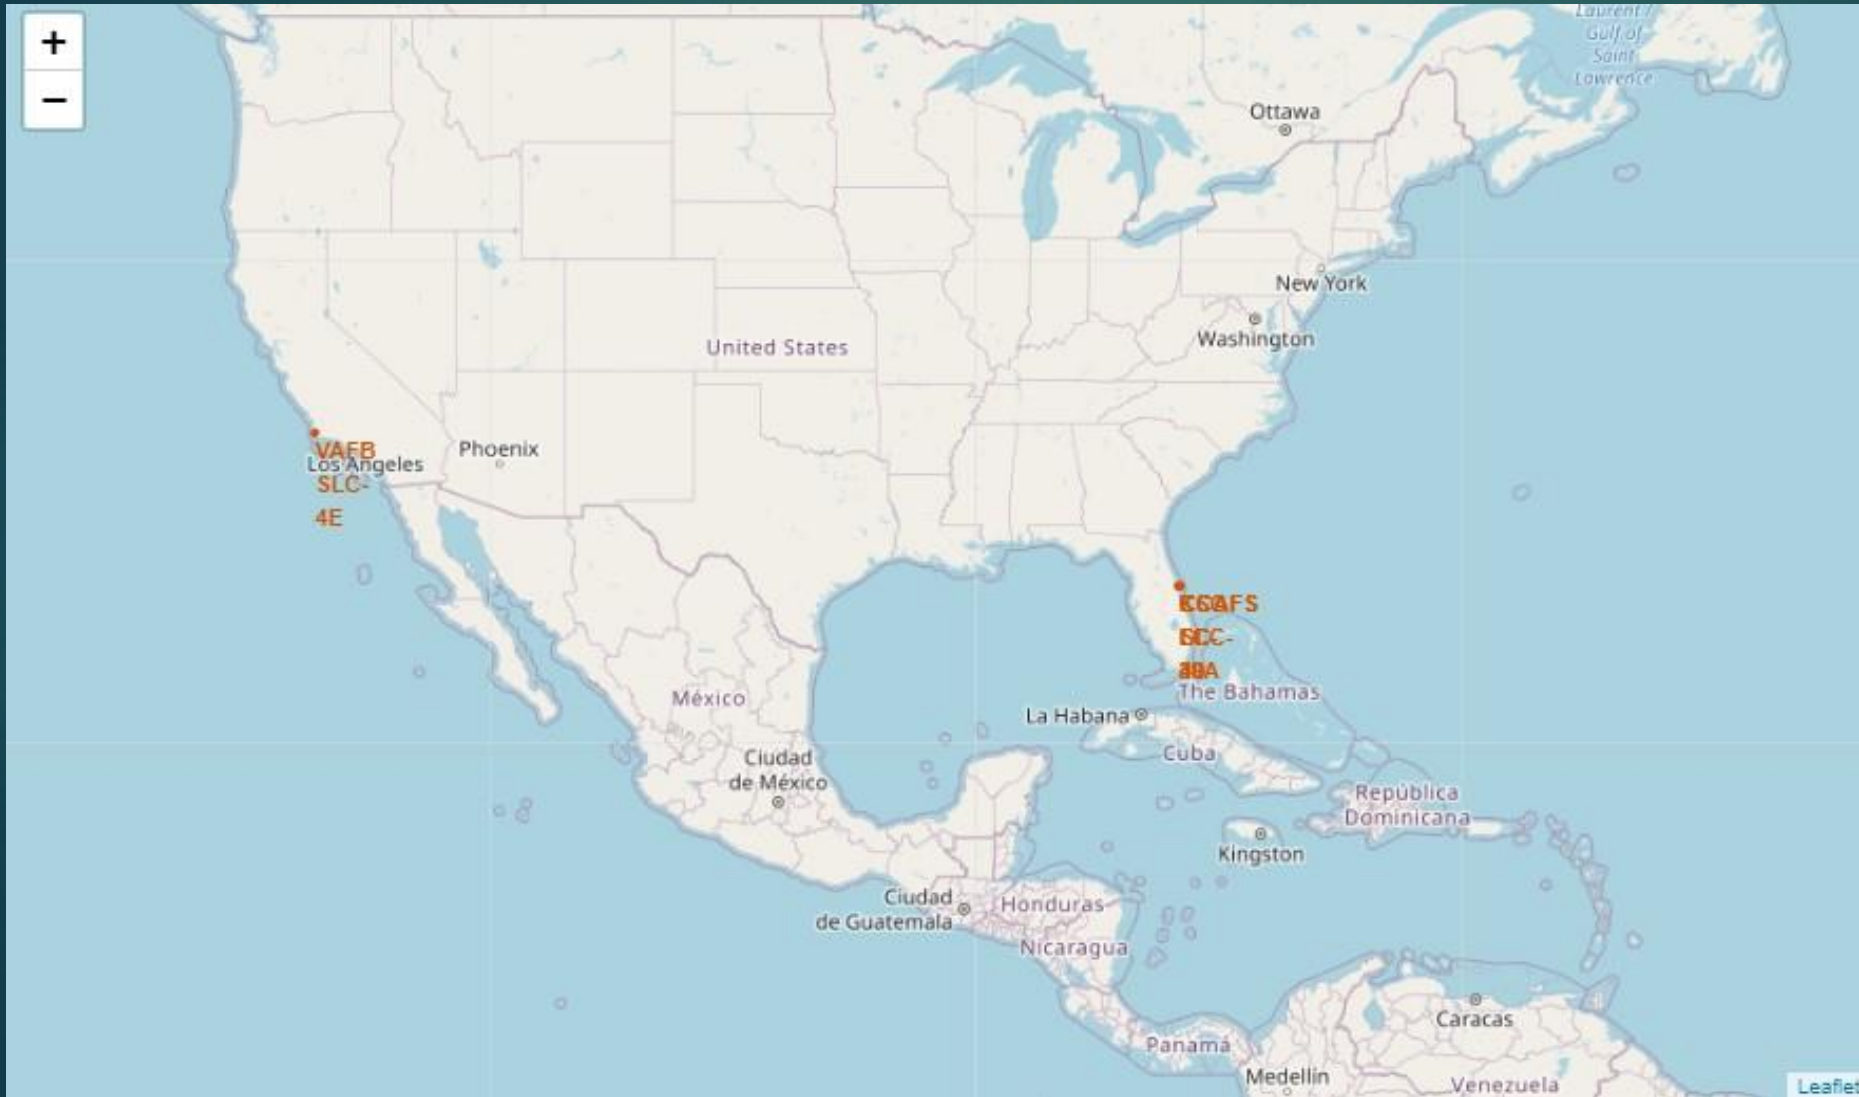 +
−
Laurent /
Gulf of
Saint
Lawrence
Ottawa
New York
Washington
United States
VAFB
Los Angeles
SLC-
4E
Phoenix
The Bahamas
México
La Habana
Cuba
Ciudad
de México
República
Dominicana
Kingston
Ciudad
de Guatemala
Honduras
Nicaragua
Caracas
Panamá
Medellín
Venezuela
Leaflet